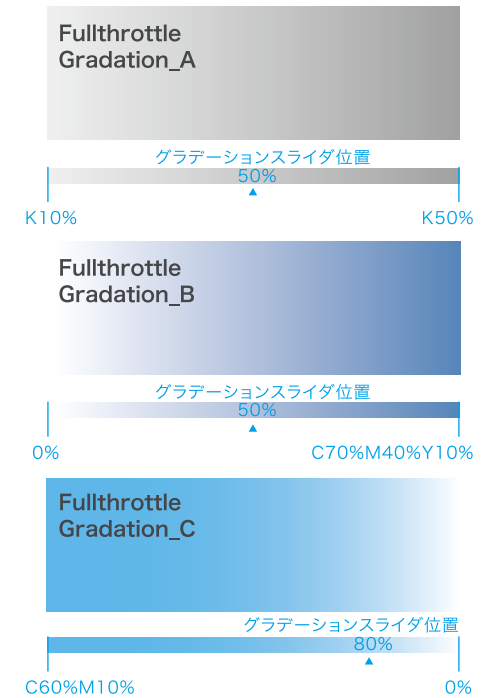 Fullthrottle
Gradation_A
グラデーションスライダ位置
50%
K10%
K50%
Fullthrottle
Gradation_B
グラデーションスライダ位置
50%
0%
C70%M40%Y10%
Fullthrottle
Gradation_C
グラデーションスライダ位置
80%
C60%M10%
0%